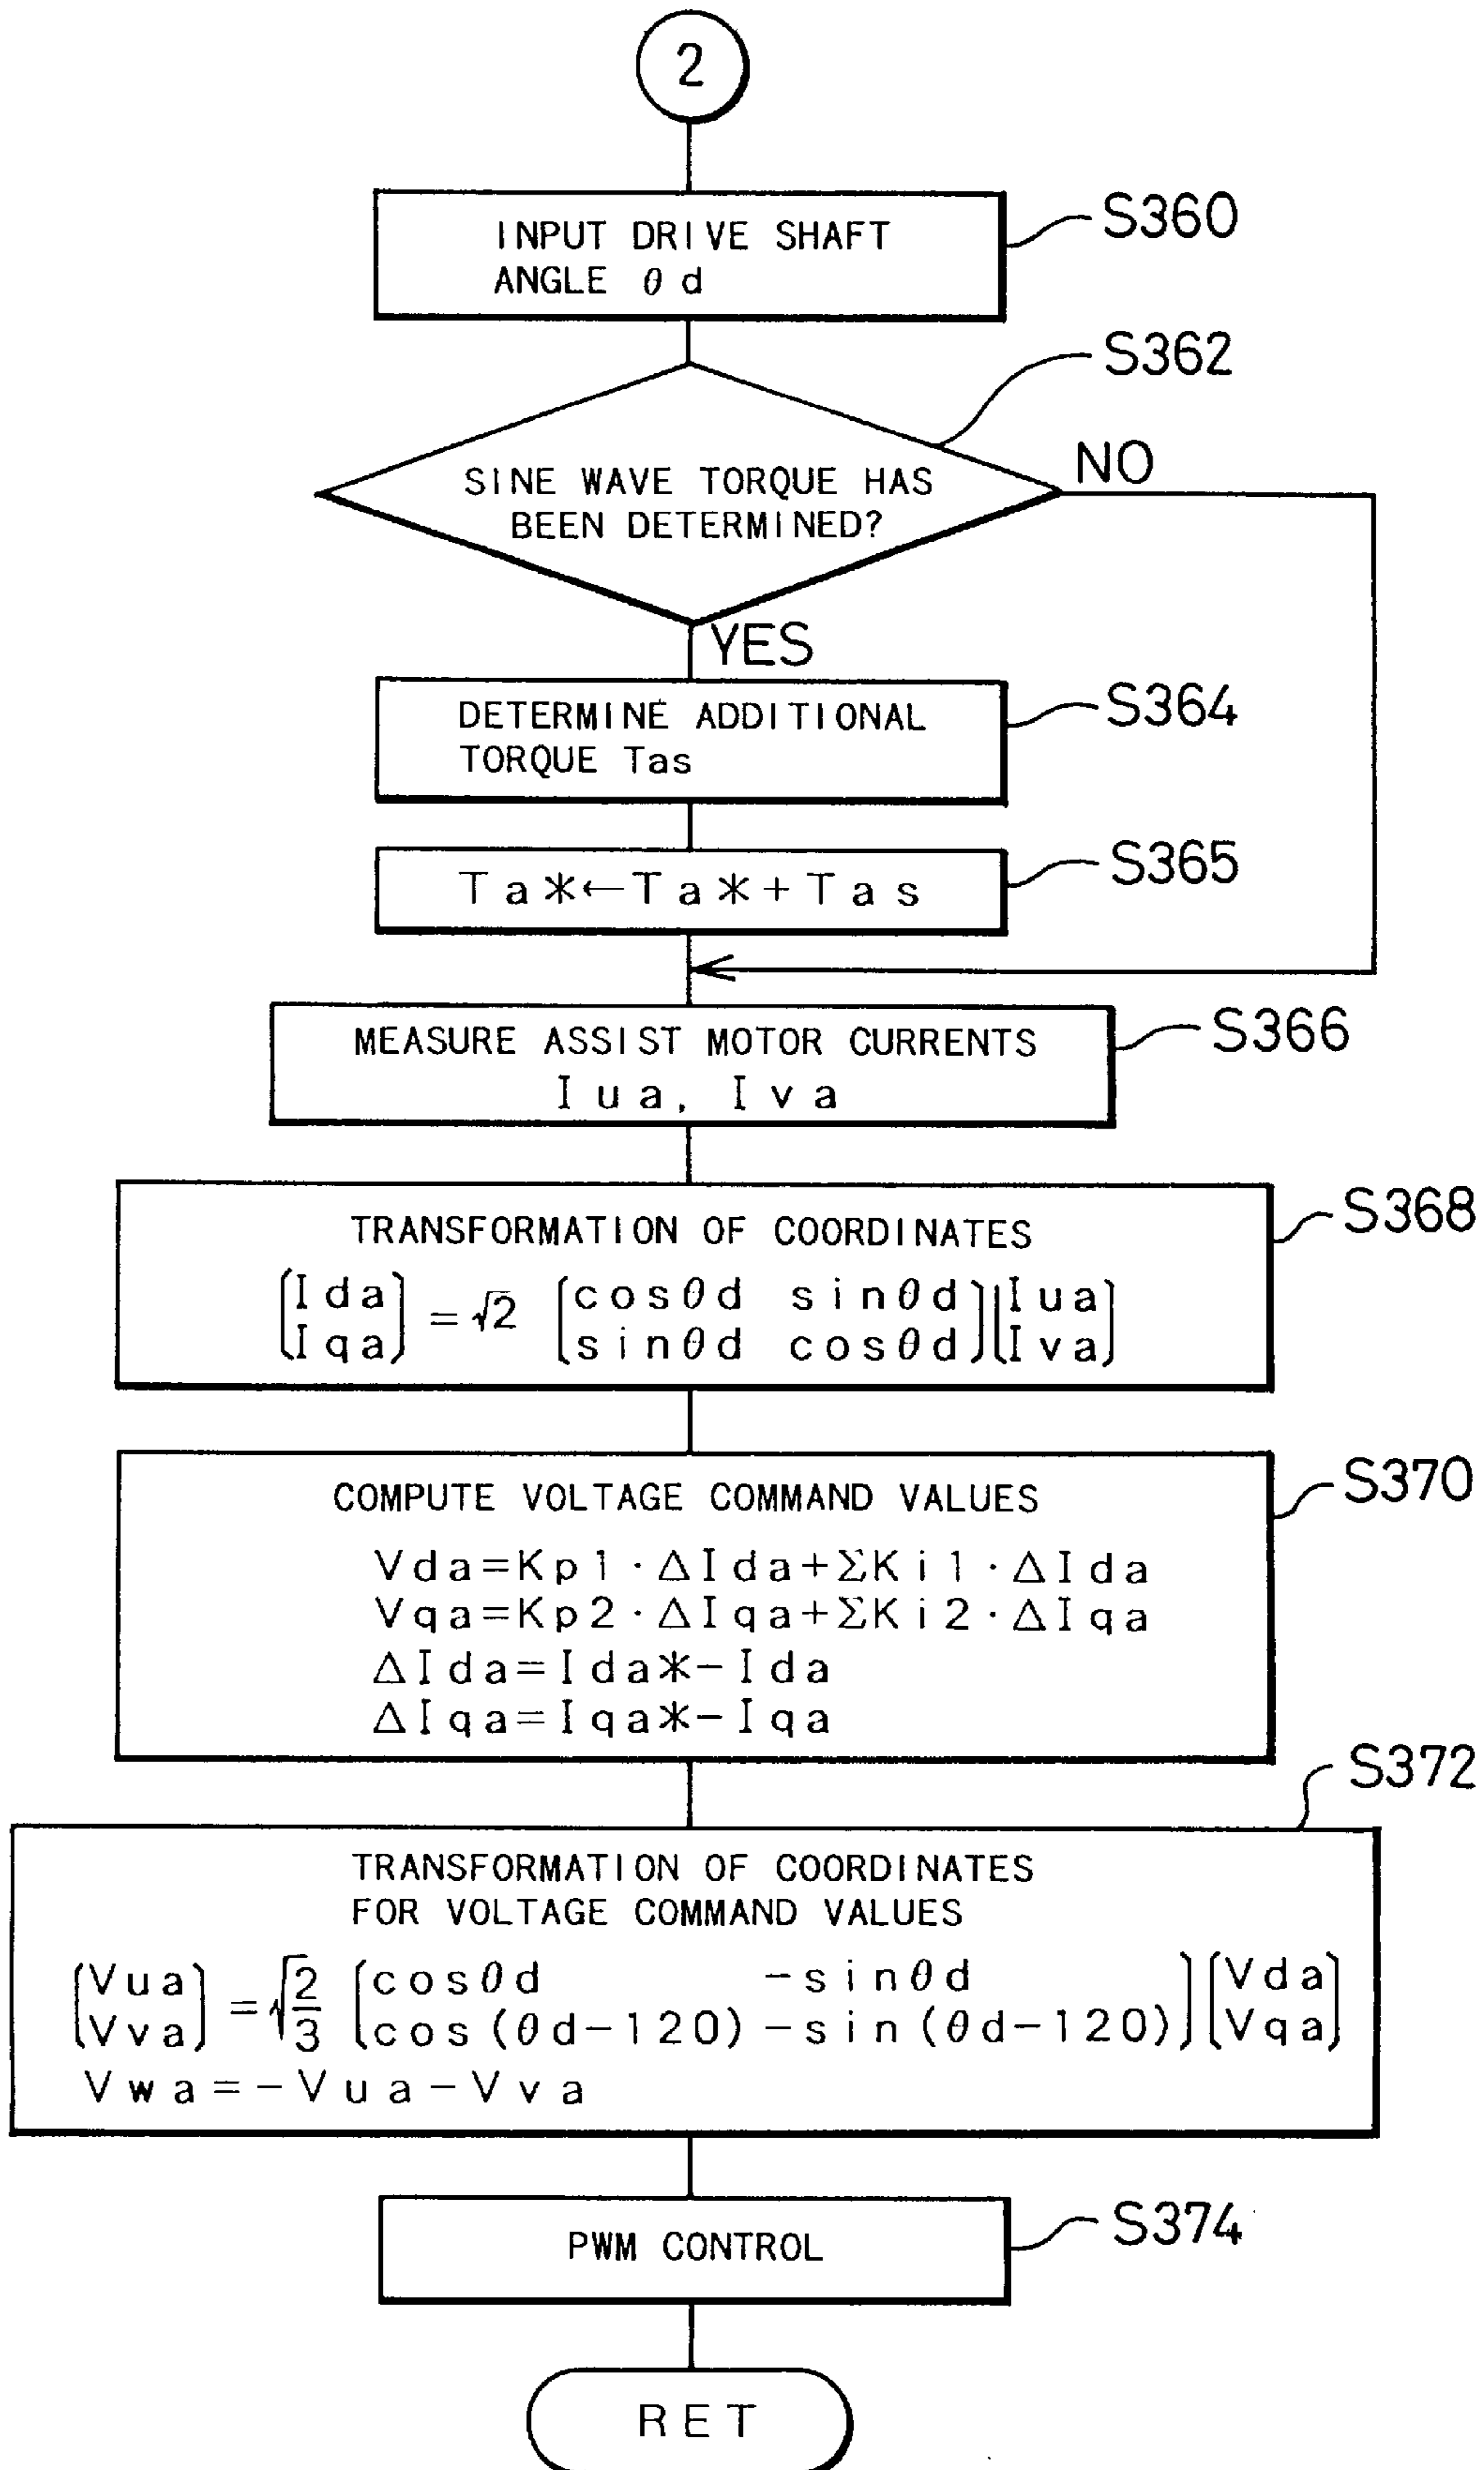 2
INPUT DRIVE SHAFT
ANGLE θd
S360
S362
SINE WAVE TORQUE HAS
BEEN DETERMINED?
NO
YES
DETERMINE ADDITIONAL
TORQUE Tas
S364
Ta*←Ta*+Tas
S365
MEASURE ASSIST MOTOR CURRENTS
Iua, Iva
S366
TRANSFORMATION OF COORDINATES
S368
[Ida] = √2 [cosθd sinθd][Iua]
[Iqa] [sinθd cosθd][Iva]
COMPUTE VOLTAGE COMMAND VALUES
S370
Vda=Kp1·ΔIda+ΣKi1·ΔIda
Vqa=Kp2·ΔIqa+ΣKi2·ΔIqa
ΔIda=Ida*-Ida
ΔIqa=Iqa*-Iqa
S372
TRANSFORMATION OF COORDINATES
FOR VOLTAGE COMMAND VALUES
[Vua] = √2/3 [cosθd -sinθd][Vda]
[Vva] [cos(θd-120) -sin(θd-120)][Vqa]
Vwa=-Vua-Vva
PWM CONTROL
S374
RET